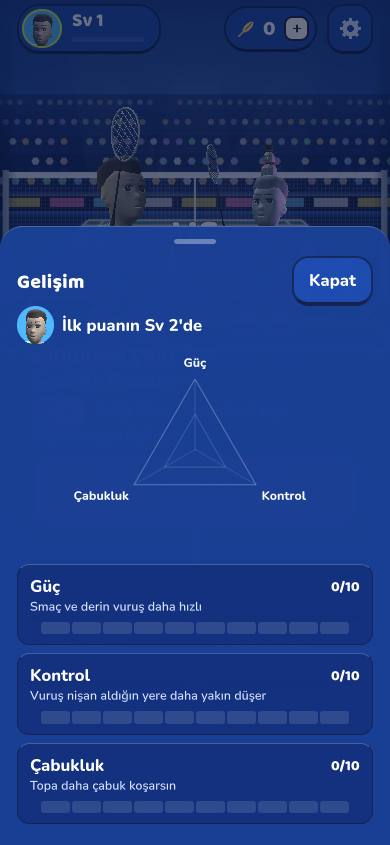 Sv 1
0
+
Gelişim
Kapat
İlk puanın Sv 2'de
Güç
Çabukluk
Kontrol
Güç
0/10
Smaç ve derin vuruş daha hızlı
Kontrol
0/10
Vuruş nişan aldığın yere daha yakın düşer
Çabukluk
0/10
Topa daha çabuk koşarsın